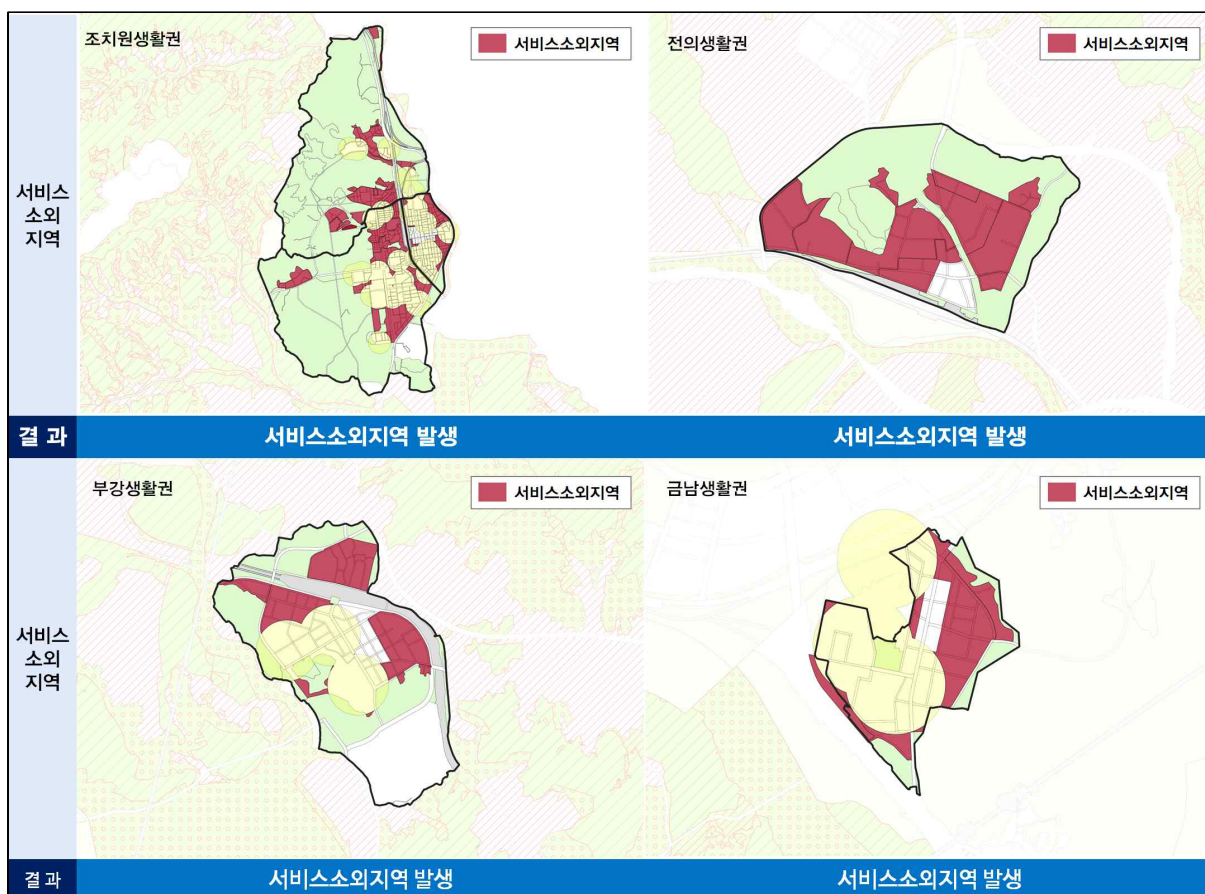 조치원생활권
서비스소외지역
전의생활권
서비스소외지역
서비스
소외
지역
결 과
서비스소외지역 발생
서비스소외지역 발생
부강생활권
서비스소외지역
금남생활권
서비스소외지역
서비스
소외
지역
결 과
서비스소외지역 발생
서비스소외지역 발생